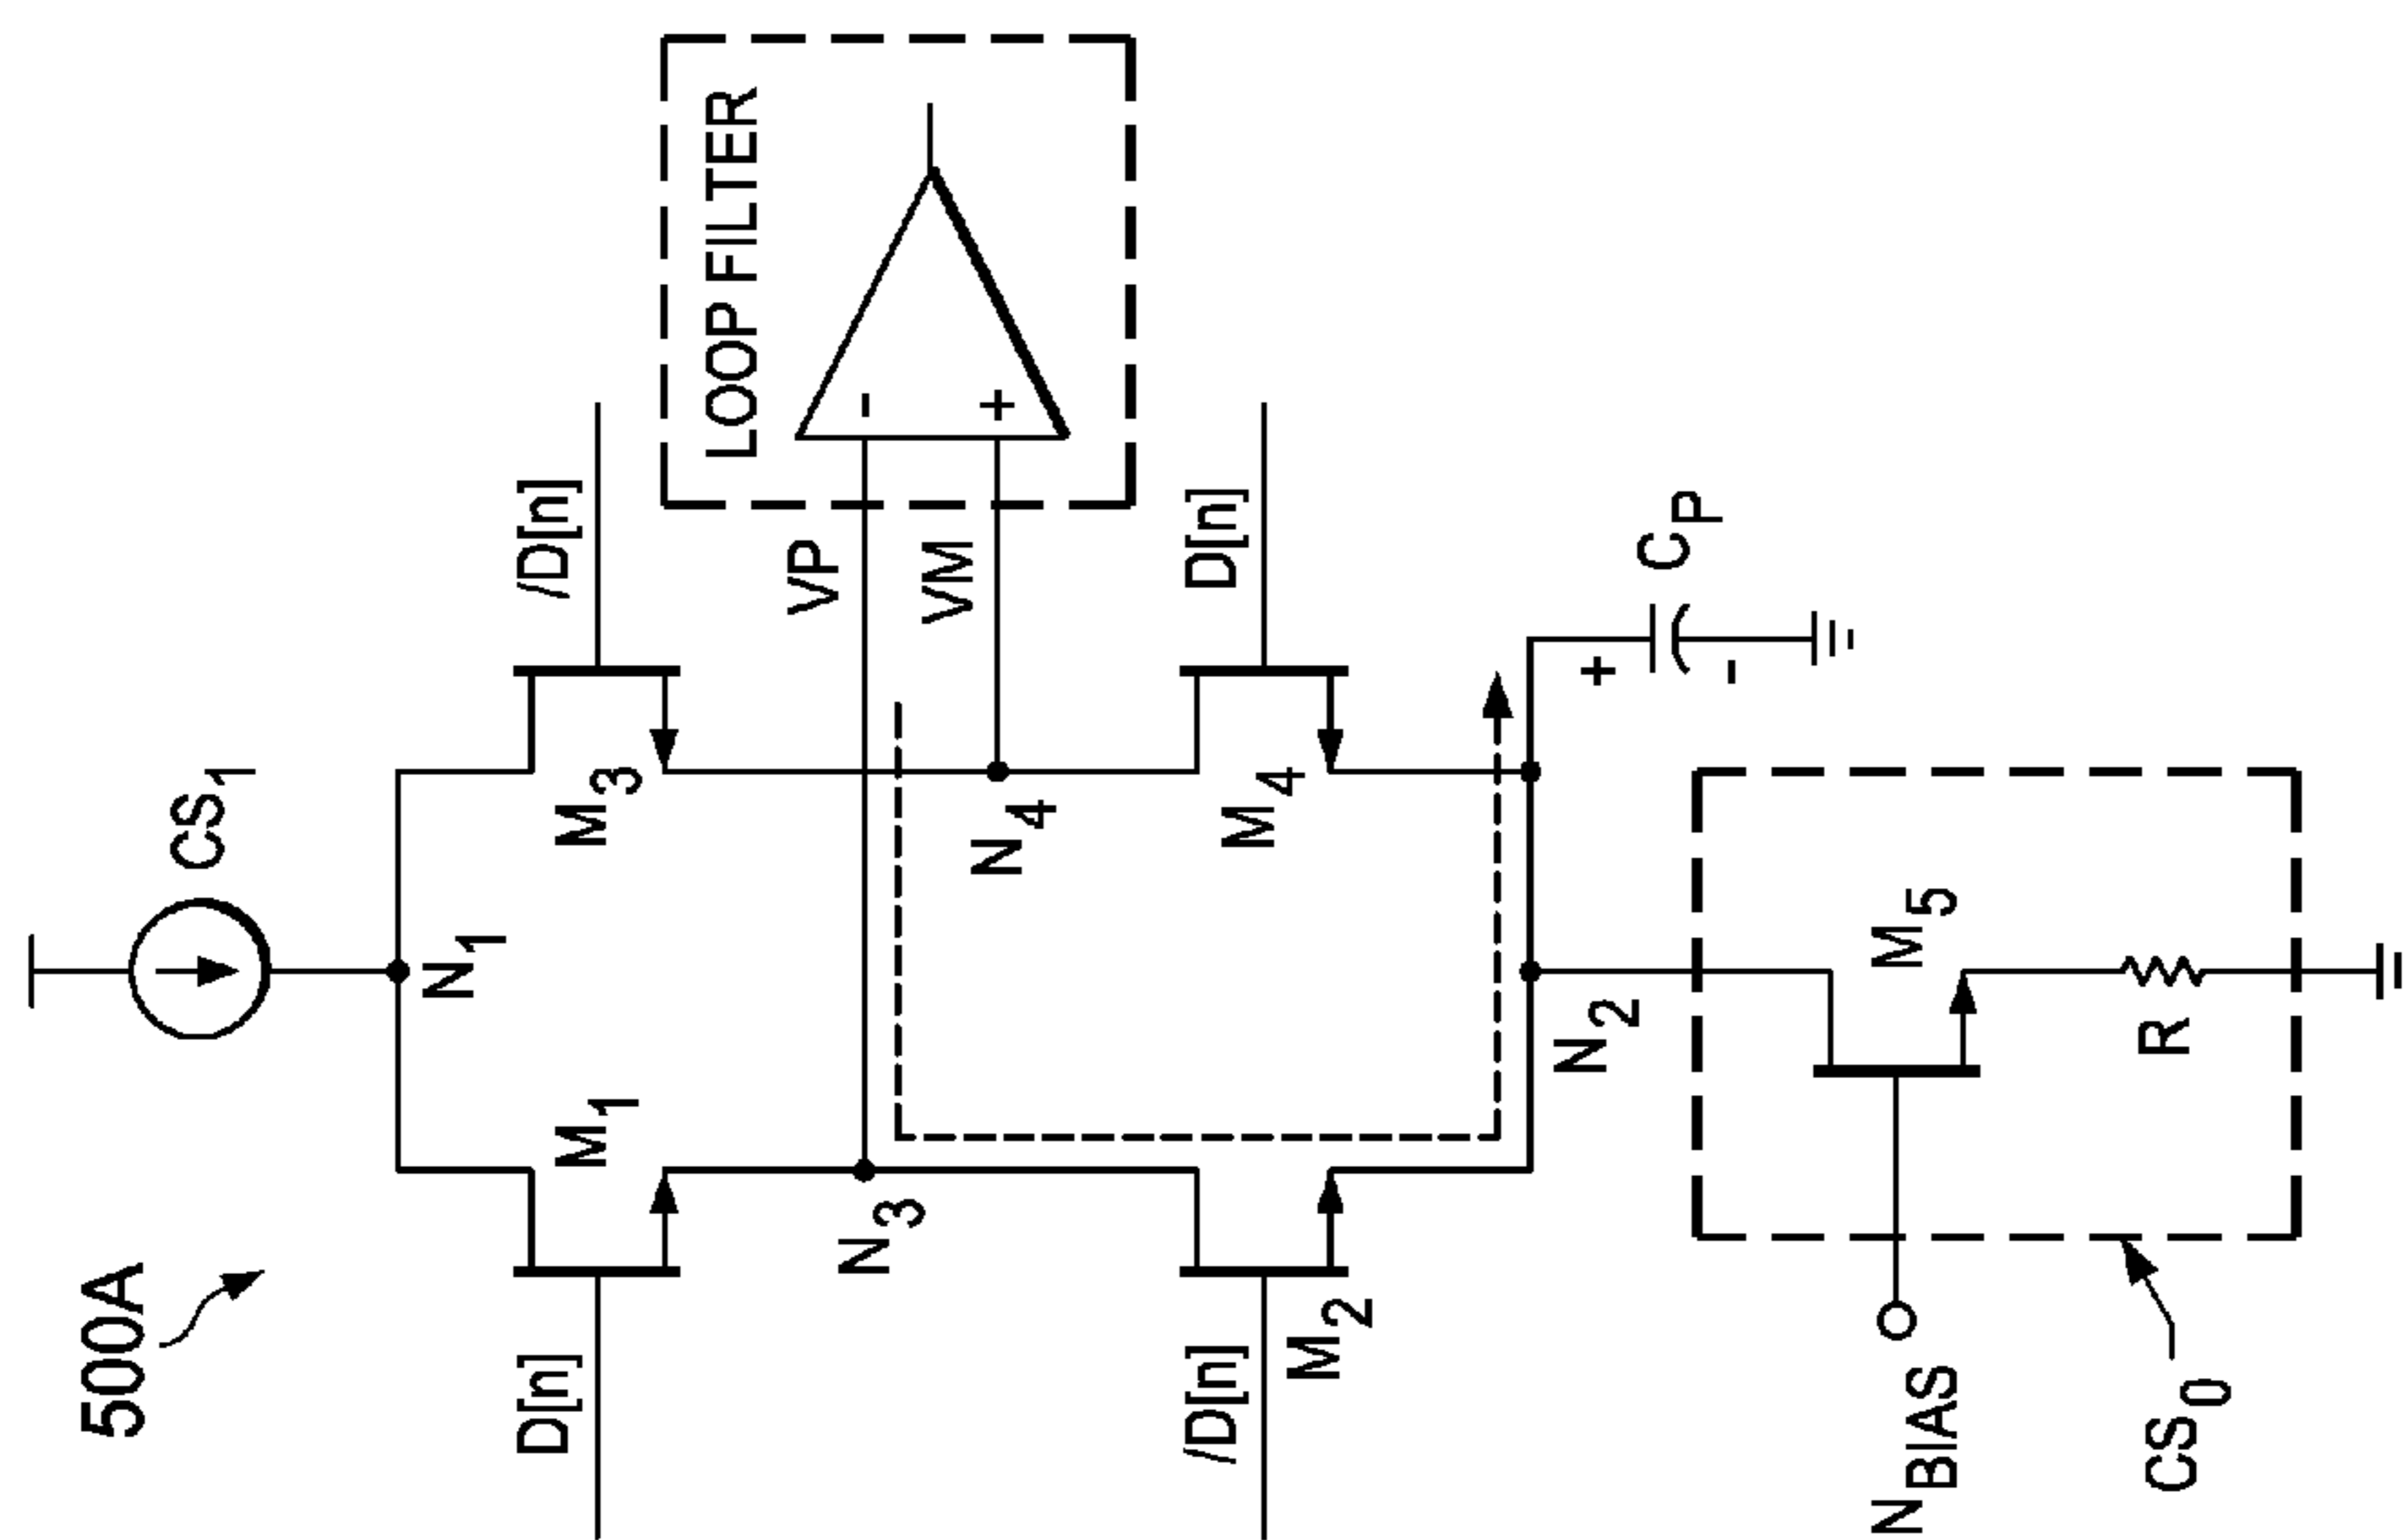 500A
CS1
N1
D[n]
M1
M3
/D[n]
LOOP FILTER
N3
VP
-
N4
VM
+
/D[n]
M2
M4
D[n]
N2
+
-
CP
NBIAS
M5
CS0
R